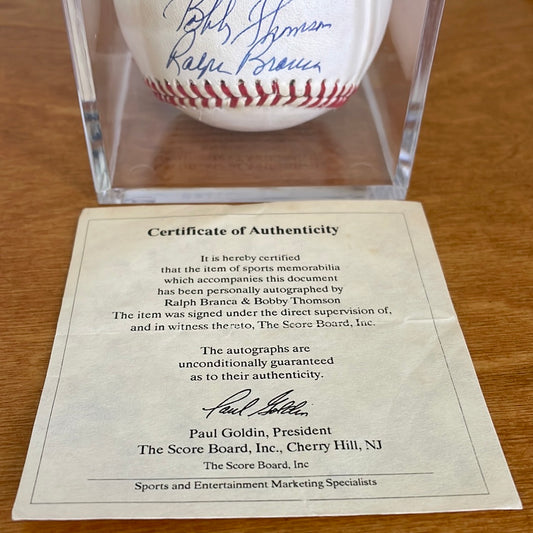 Bobby Thomson
Ralph Branca
Certificate of Authenticity
It is hereby certified
that the item of sports memorabilia
which accompanies this document
has been personally autographed by
Ralph Branca & Bobby Thomson
The item was signed under the direct supervision of,
and in witness thereto, The Score Board, Inc.
The autographs are
unconditionally guaranteed
as to their authenticity.
Paul Goldin
Paul Goldin, President
The Score Board, Inc., Cherry Hill, NJ
The Score Board, Inc
Sports and Entertainment Marketing Specialists